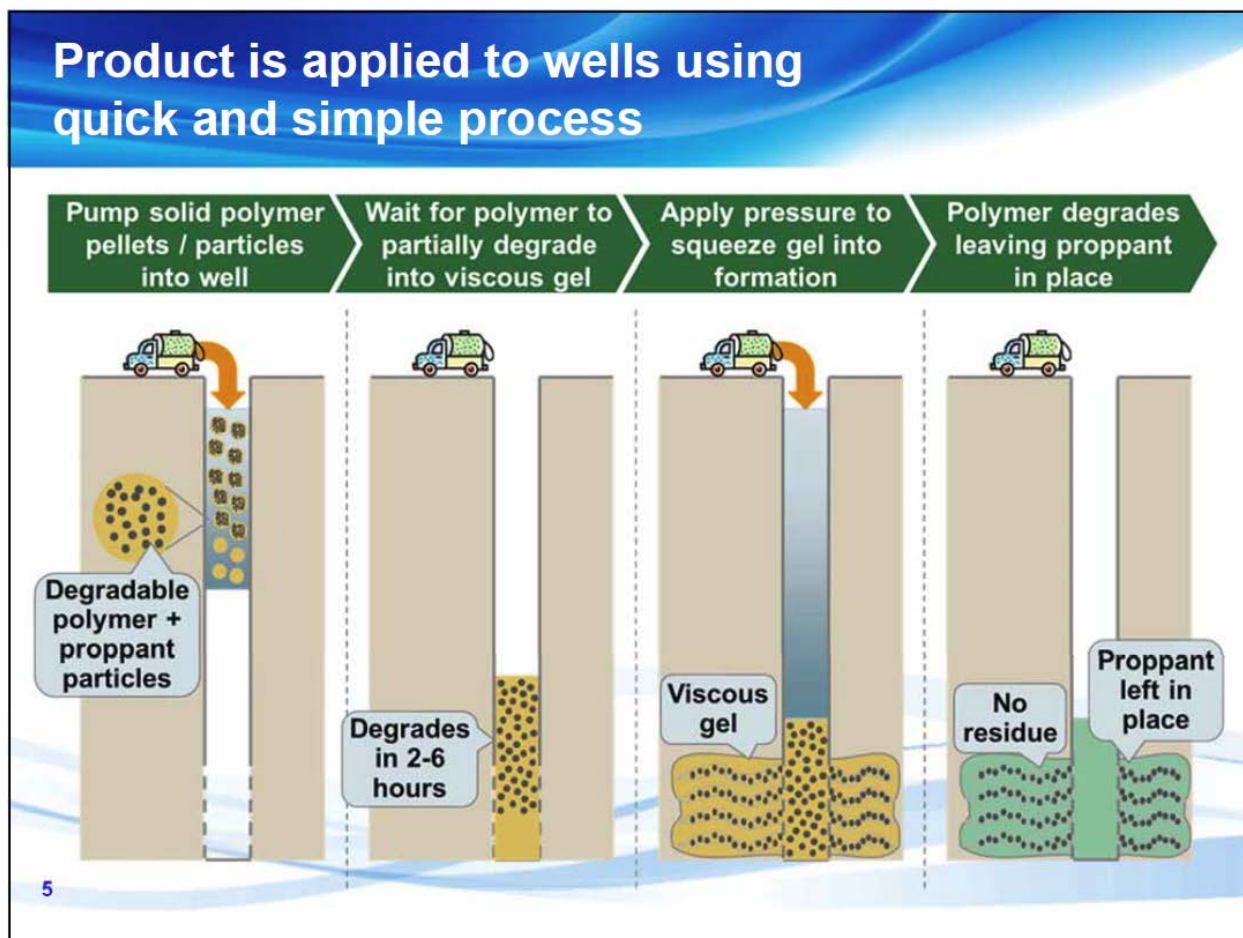 Product is applied to wells using
quick and simple process
Pump solid polymer
pellets / particles
into well
Wait for polymer to
partially degrade
into viscous gel
Apply pressure to
squeeze gel into
formation
Polymer degrades
leaving proppant
in place
Degradable
polymer +
proppant
particles
Degrades
in 2-6
hours
Viscous
gel
No
residue
Proppant
left in
place
5